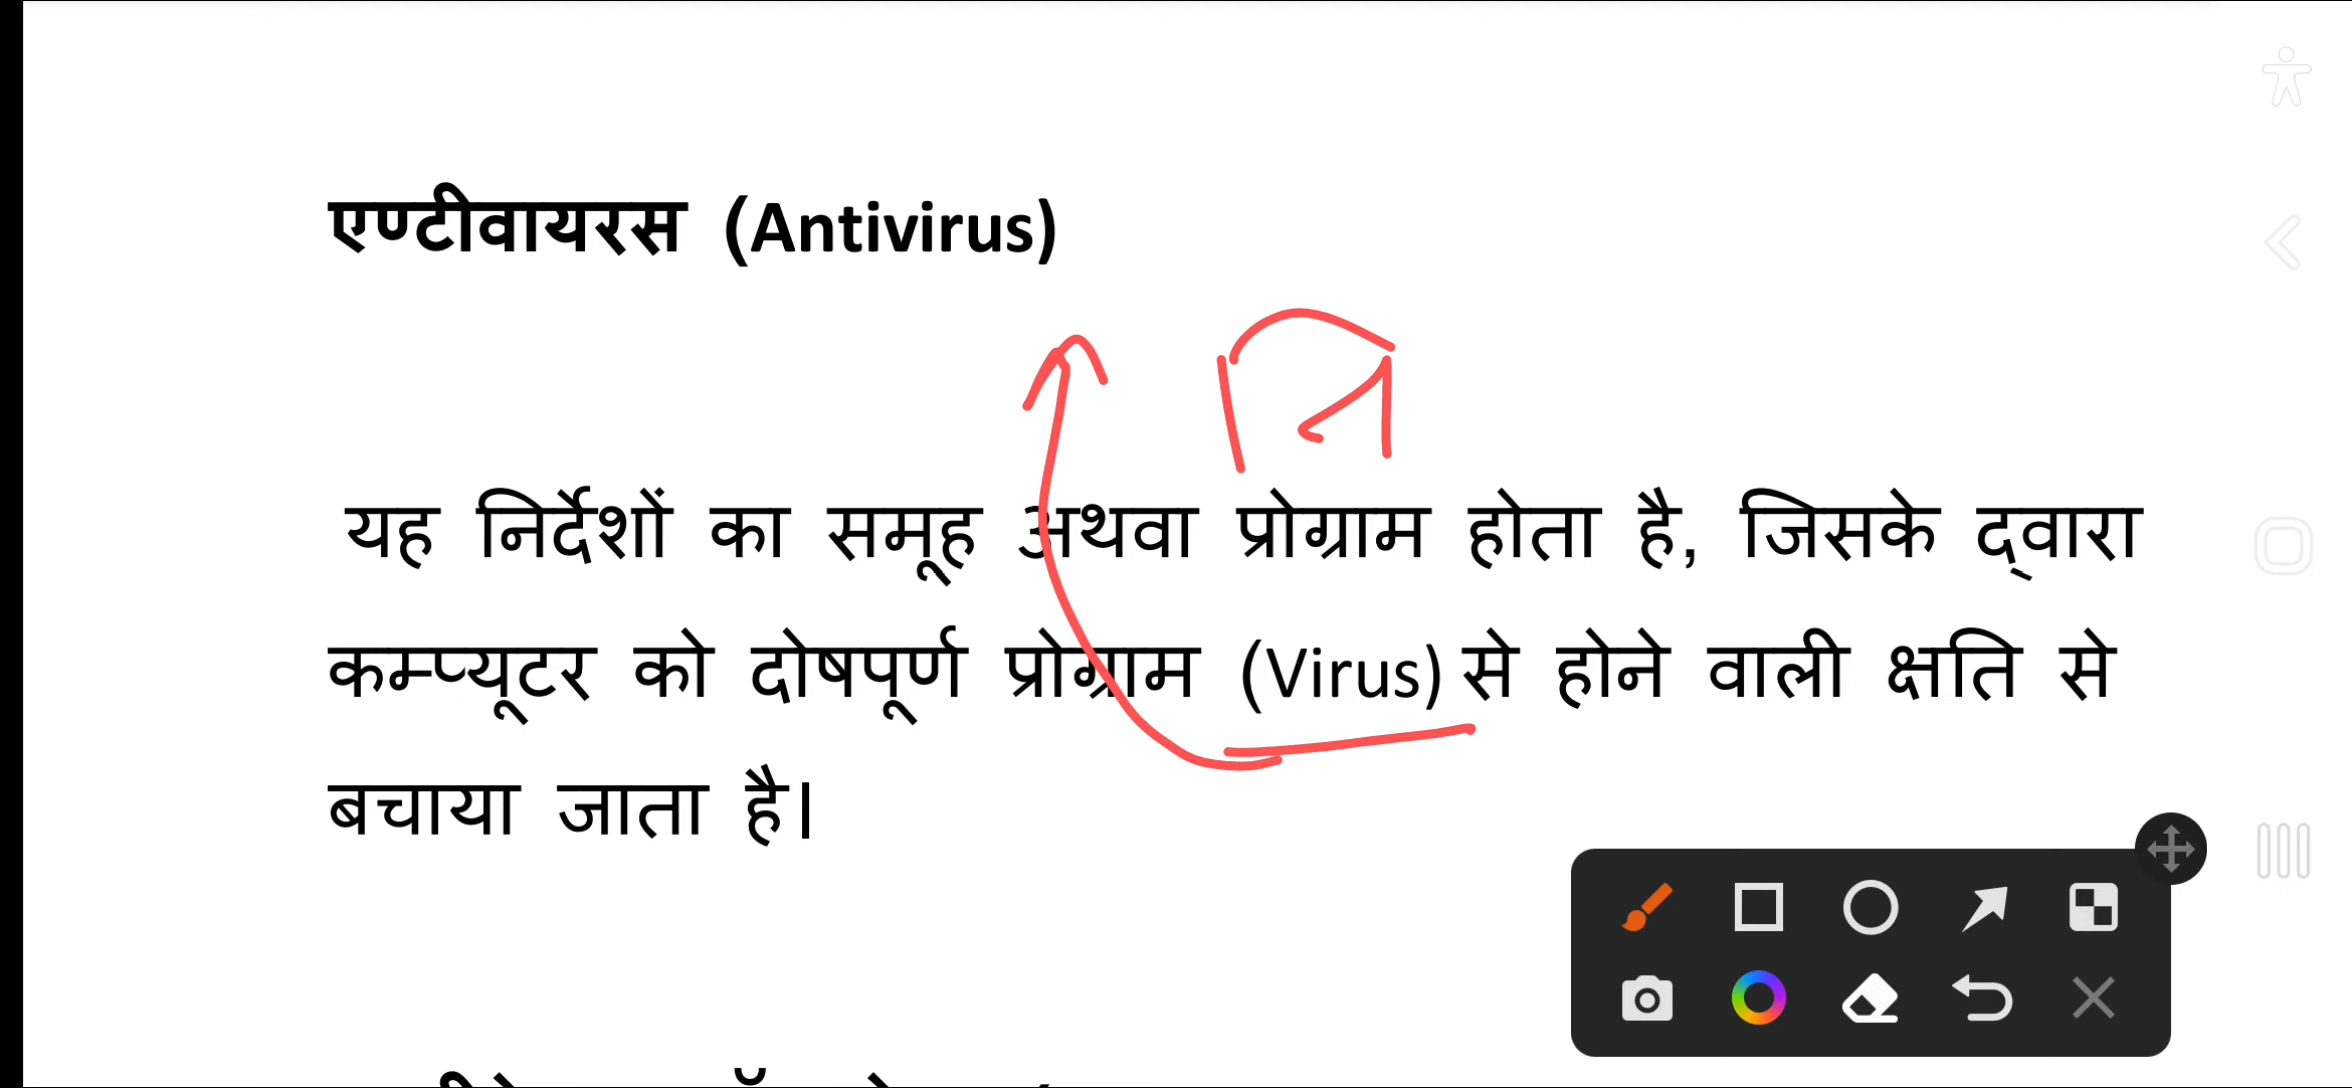 एण्टीवायरस (Antivirus)
यह निर्देशों का समूह अथवा प्रोग्राम होता है, जिसके द्वारा
कम्प्यूटर को दोषपूर्ण प्रोग्राम (Virus) से होने वाली क्षति से
बचाया जाता है।